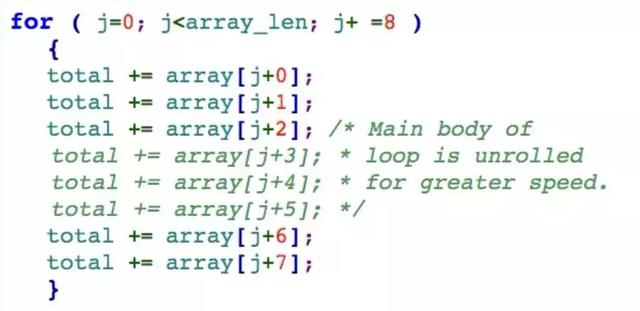 for ( j=0; j<array_len; j+ =8 )
{
total += array[j+0];
total += array[j+1];
total += array[j+2]; /* Main body of
total += array[j+3]; * loop is unrolled
total += array[j+4]; * for greater speed.
total += array[j+5]; */
total += array[j+6];
total += array[j+7];
}